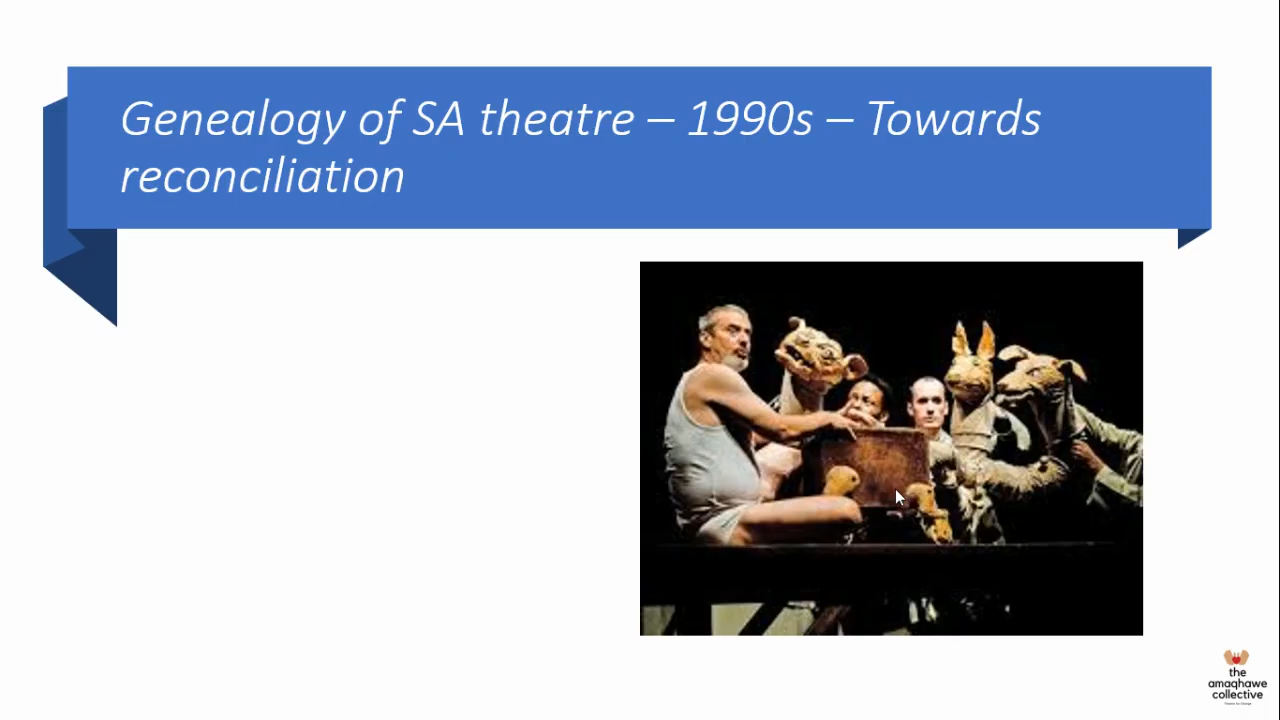 Genealogy of SA theatre – 1990s – Towards
reconciliation
the
amaqhawe
collective